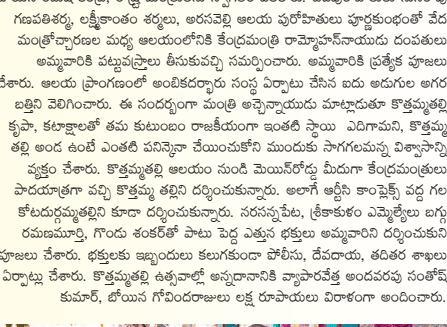 గణపతిశర్మ, లక్ష్మీకాంతం శర్మలు, అరసవెల్లి ఆలయ పురోహితులు పూర్ణకుంభంతో వేద
మంత్రోచ్ఛారణల మధ్య ఆలయంలోనికి కేంద్రమంత్రి రామ్మోహన్‌నాయుడు దంపతులు
అమ్మవారికి పట్టువస్త్రాలు తీసుకువచ్చి సమర్పించారు. అమ్మవారికి ప్రత్యేక పూజలు
చేశారు. ఆలయ ప్రాంగణంలో అంబికదర్బారు సంస్థ ఏర్పాటు చేసిన ఐదు అడుగుల అగర
బత్తిని వెలిగించారు. ఈ సందర్భంగా మంత్రి అచ్చెన్నాయుడు మాట్లాడుతూ కొత్తమ్మతల్లి
కృపా, కటాక్షాలతో తమ కుటుంబం రాజకీయంగా ఇంతటి స్థాయి ఎదిగామని, కొత్తమ్మ
తల్లి అండ ఉంటే ఎంతటి పనినైనా చేయించుకోని ముందుకు సాగగలమన్న విశ్వాసాన్ని
వ్యక్తం చేశారు. కొత్తమ్మతల్లి ఆలయం నుండి మెయిన్‌రోడ్డు మీదుగా కేంద్రమంత్రులు
పాదయాత్రగా వచ్చి కొత్తమ్మ తల్లిని దర్శించుకున్నారు. అలాగే ఆర్టీసి కాంప్లెక్స్ వద్ద గల
కోటదుర్గమ్మతల్లిని కూడా దర్శించుకున్నారు. నరసన్నపేట, శ్రీకాకుళం ఎమ్మెల్యేలు బగ్గు
రమణమూర్తి, గొండు శంకర్‌తో పాటు పెద్ద ఎత్తున భక్తులు అమ్మవారిని దర్శించుకుని
పూజలు చేశారు. భక్తులకు ఇబ్బందులు కలుగకుండా పోలీసు, దేవదాయ, తదితర శాఖలు
ఏర్పాట్లు చేశారు. కొత్తమ్మతల్లి ఉత్సవాల్లో అన్నదానానికి వ్యాపారవేత్త అందవరపు సంతోష్
కుమార్, బోయిన గోవిందరాజులు లక్ష రూపాయలు విరాళంగా అందించారు.